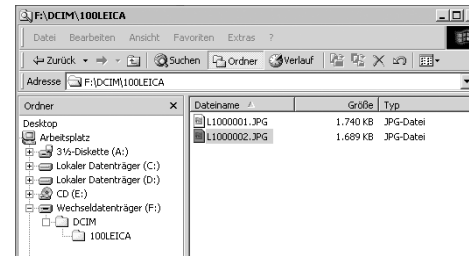 F:\DCIM\100LEICA
Datei Bearbeiten Ansicht Favoriten Extras ?
Zurück Suchen Ordner Verlauf
Adresse F:\DCIM\100LEICA
Ordner x
Desktop
Arbeitsplatz
3½-Diskette (A:)
Lokaler Datenträger (C:)
Lokaler Datenträger (D:)
CD (E:)
Wechseldatenträger (F:)
DCIM
100LEICA
Dateiname Größe Typ
L1000001.JPG 1.740 KB JPG-Datei
L1000002.JPG 1.689 KB JPG-Datei